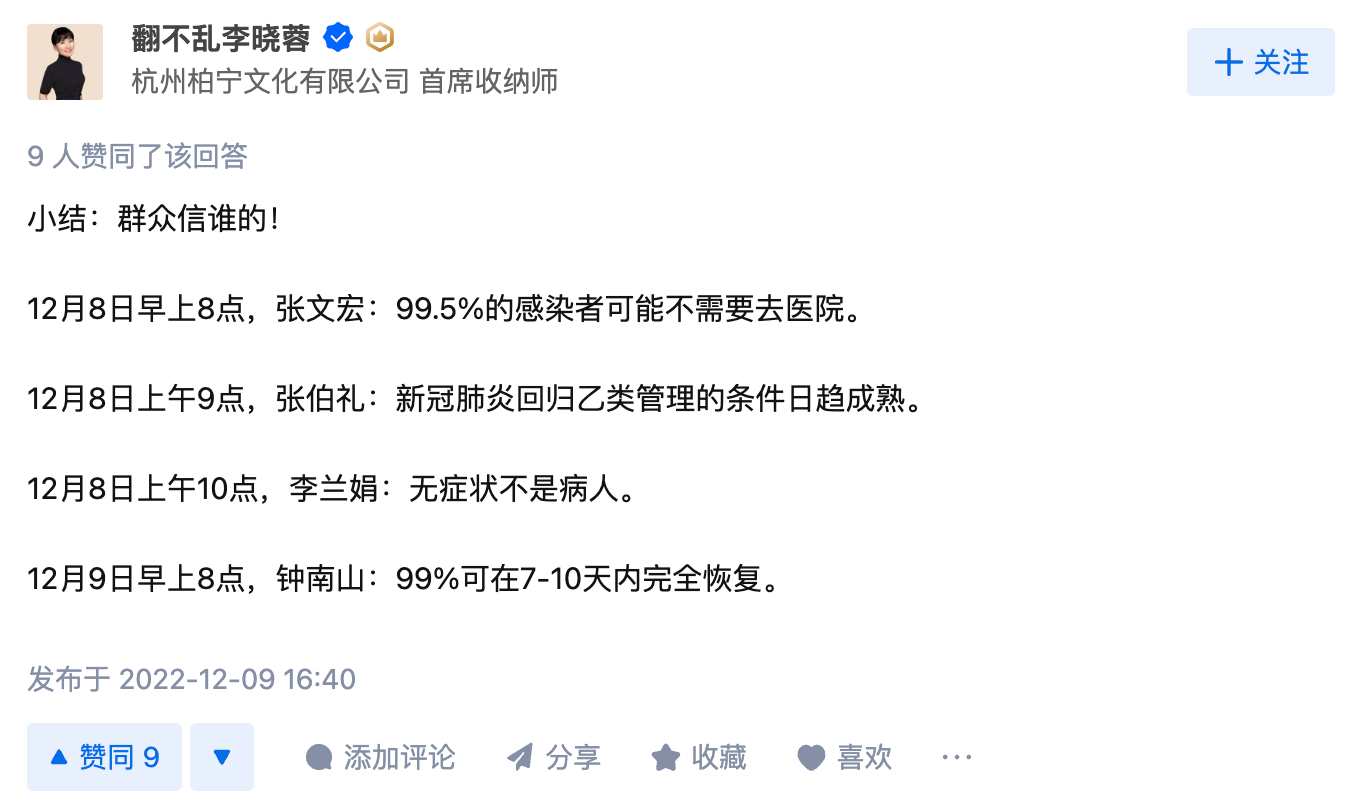 翻不乱李晓蓉
杭州柏宁文化有限公司 首席收纳师
关注
9 人赞同了该回答
小结：群众信谁的！
12月8日早上8点，张文宏：99.5%的感染者可能不需要去医院。
12月8日上午9点，张伯礼：新冠肺炎回归乙类管理的条件日趋成熟。
12月8日上午10点，李兰娟：无症状不是病人。
12月9日早上8点，钟南山：99%可在7-10天内完全恢复。
发布于 2022-12-09 16:40
赞同 9 添加评论 分享 收藏 喜欢 ···